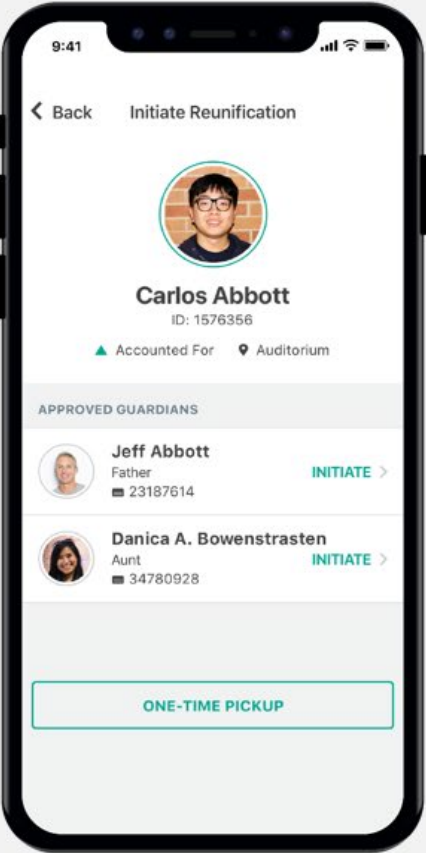 9:41
Back Initiate Reunification
Carlos Abbott
ID: 1576356
Accounted For Auditorium
APPROVED GUARDIANS
Jeff Abbott
Father
23187614
INITIATE
Danica A. Bowenstrasten
Aunt
34780928
INITIATE
ONE-TIME PICKUP